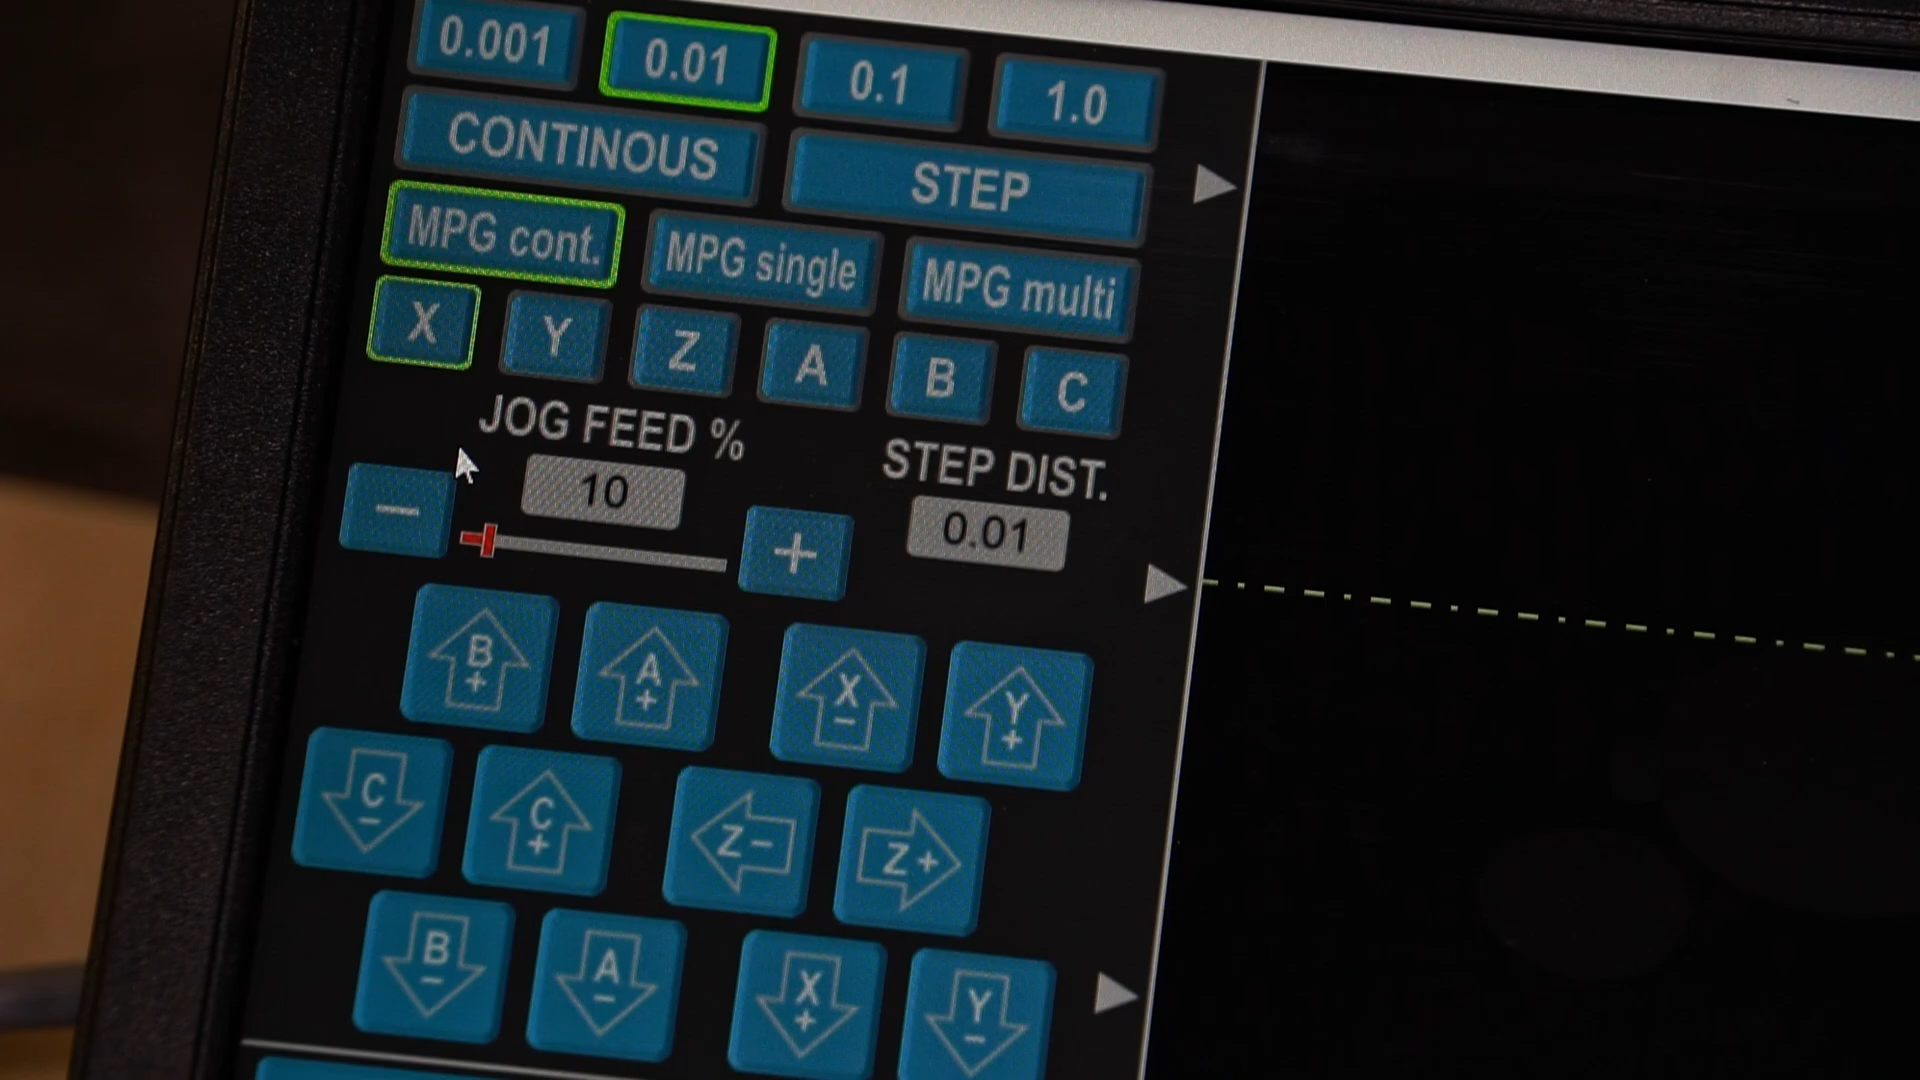 0.001 0.01 0.1 1.0
CONTINOUS STEP
MPG cont. MPG single MPG multi
X Y Z A B C
JOG FEED % STEP DIST.
10 0.01
− +
B+ A+ X− Y+
C− C+ Z− Z+
B− A− X+ Y−